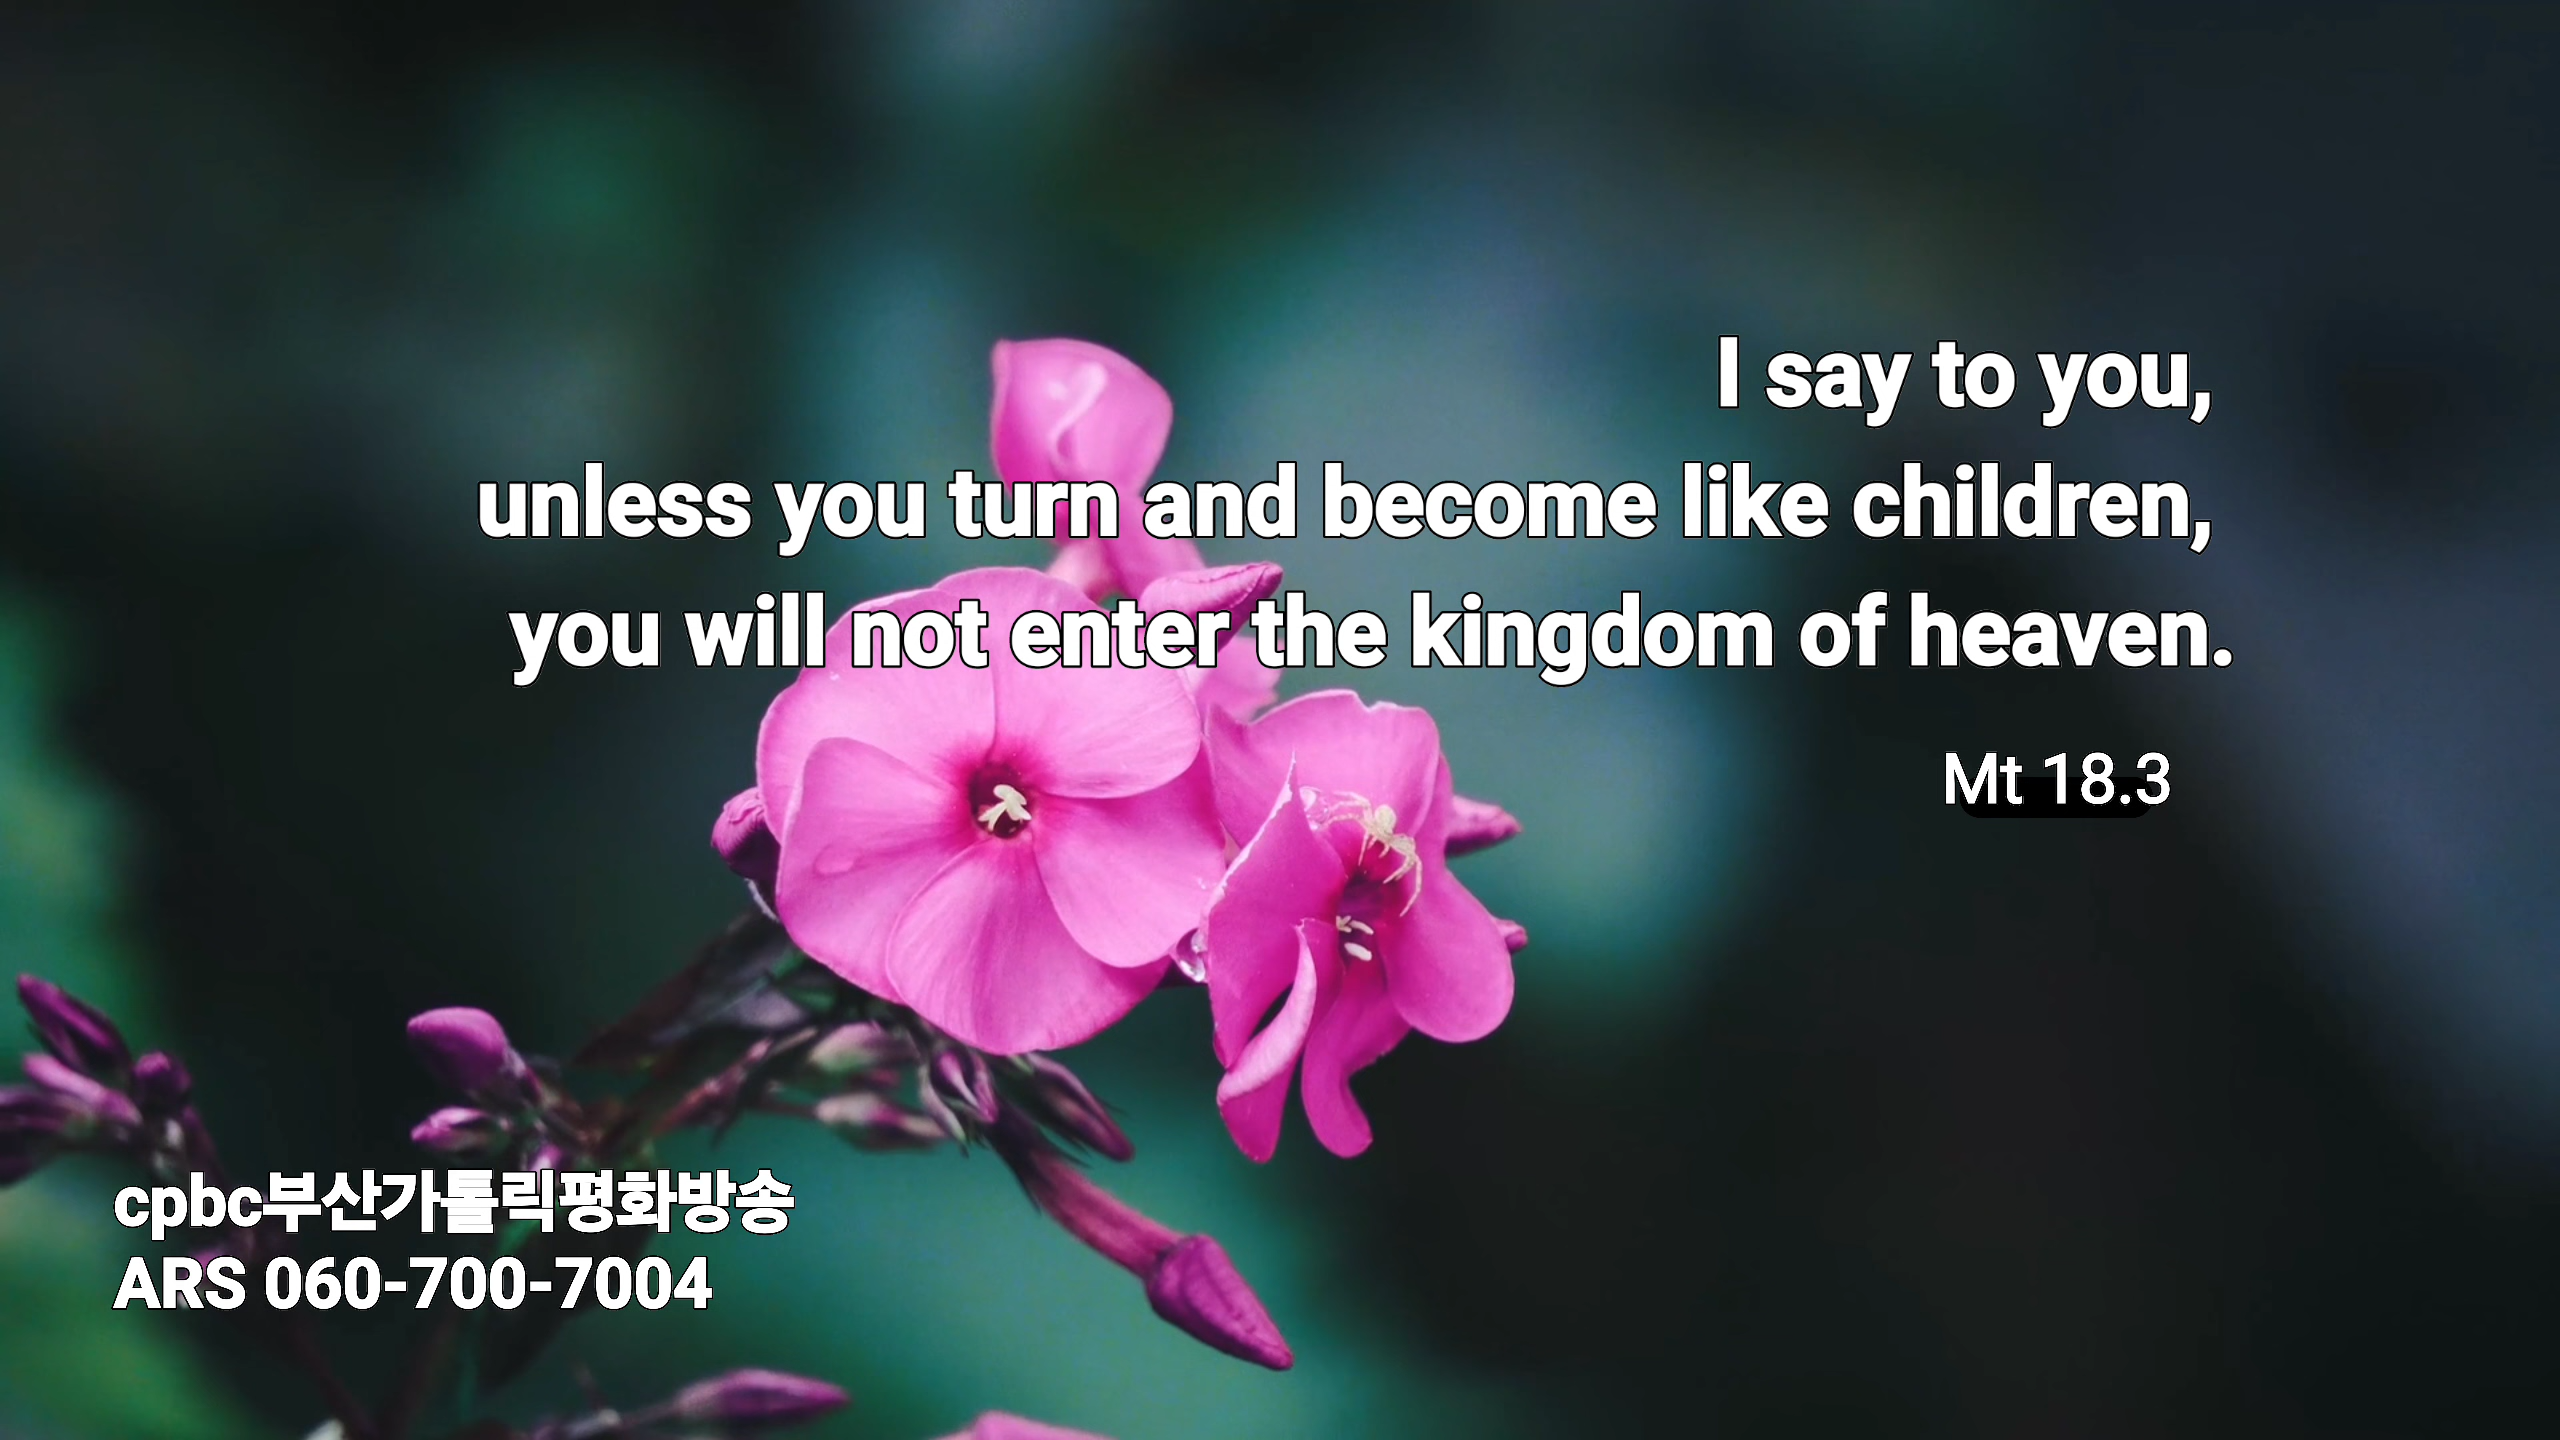 I say to you,
unless you turn and become like children,
you will not enter the kingdom of heaven.
Mt 18.3
cpbc부산가톨릭평화방송
ARS 060-700-7004